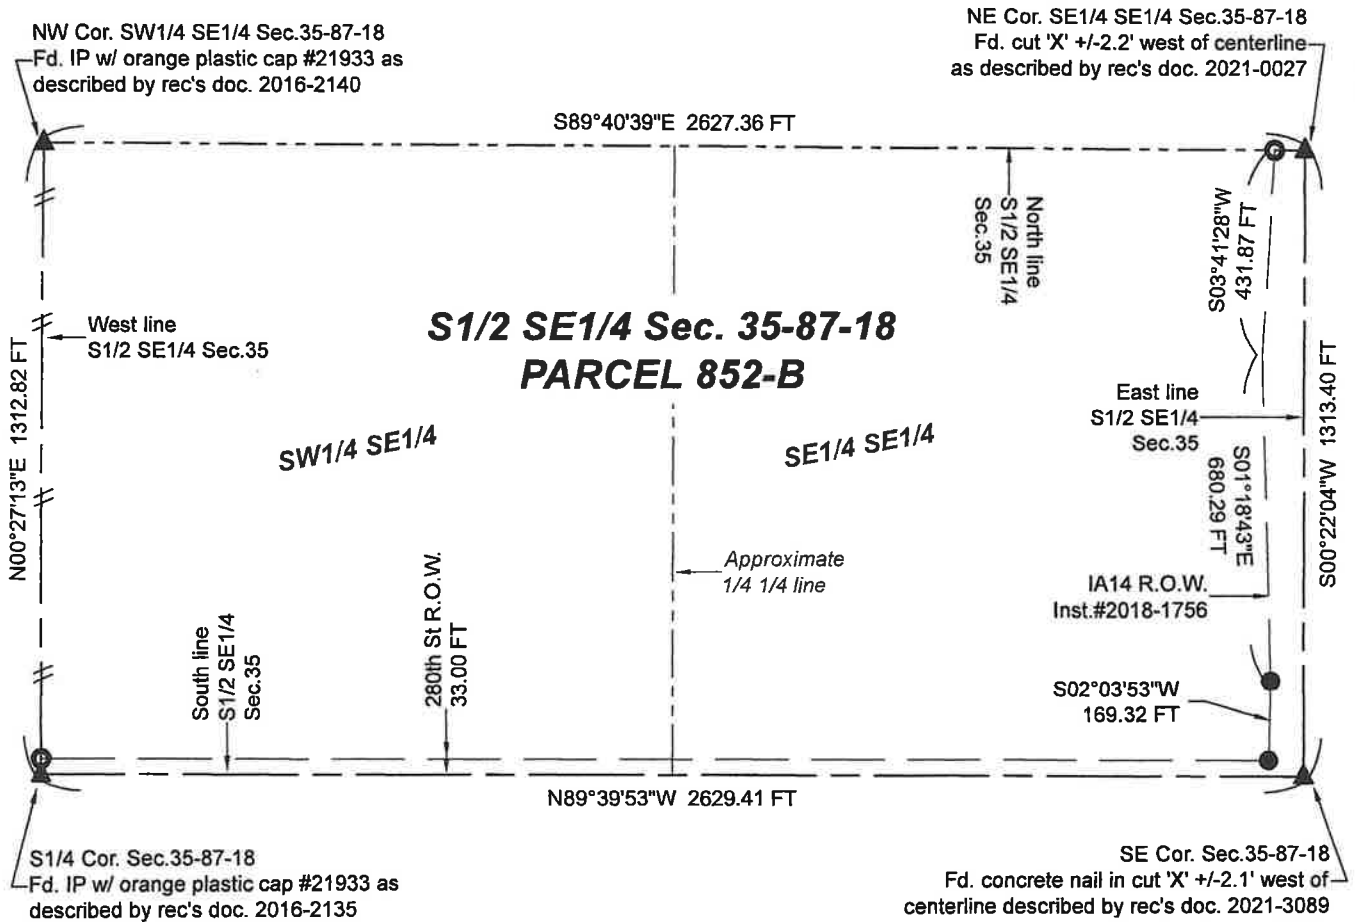 NW Cor. SW1/4 SE1/4 Sec.35-87-18
Fd. IP w/ orange plastic cap #21933 as
described by rec's doc. 2016-2140
NE Cor. SE1/4 SE1/4 Sec.35-87-18
Fd. cut 'X' +/-2.2' west of centerline
as described by rec's doc. 2021-0027
S89°40'39"E 2627.36 FT
North line
S1/2 SE1/4
Sec.35
S03°41'28"W
431.87 FT
West line
S1/2 SE1/4 Sec.35
N00°27'13"E 1312.82 FT
S1/2 SE1/4 Sec. 35-87-18
PARCEL 852-B
SW1/4 SE1/4
SE1/4 SE1/4
East line
S1/2 SE1/4
Sec.35
S00°22'04"W 1313.40 FT
S01°18'43"E
680.29 FT
Approximate
1/4 1/4 line
IA14 R.O.W.
Inst.#2018-1756
South line
S1/2 SE1/4
Sec.35
280th St R.O.W.
33.00 FT
S02°03'53"W
169.32 FT
N89°39'53"W 2629.41 FT
S1/4 Cor. Sec.35-87-18
Fd. IP w/ orange plastic cap #21933 as
described by rec's doc. 2016-2135
SE Cor. Sec.35-87-18
Fd. concrete nail in cut 'X' +/-2.1' west of
centerline described by rec's doc. 2021-3089